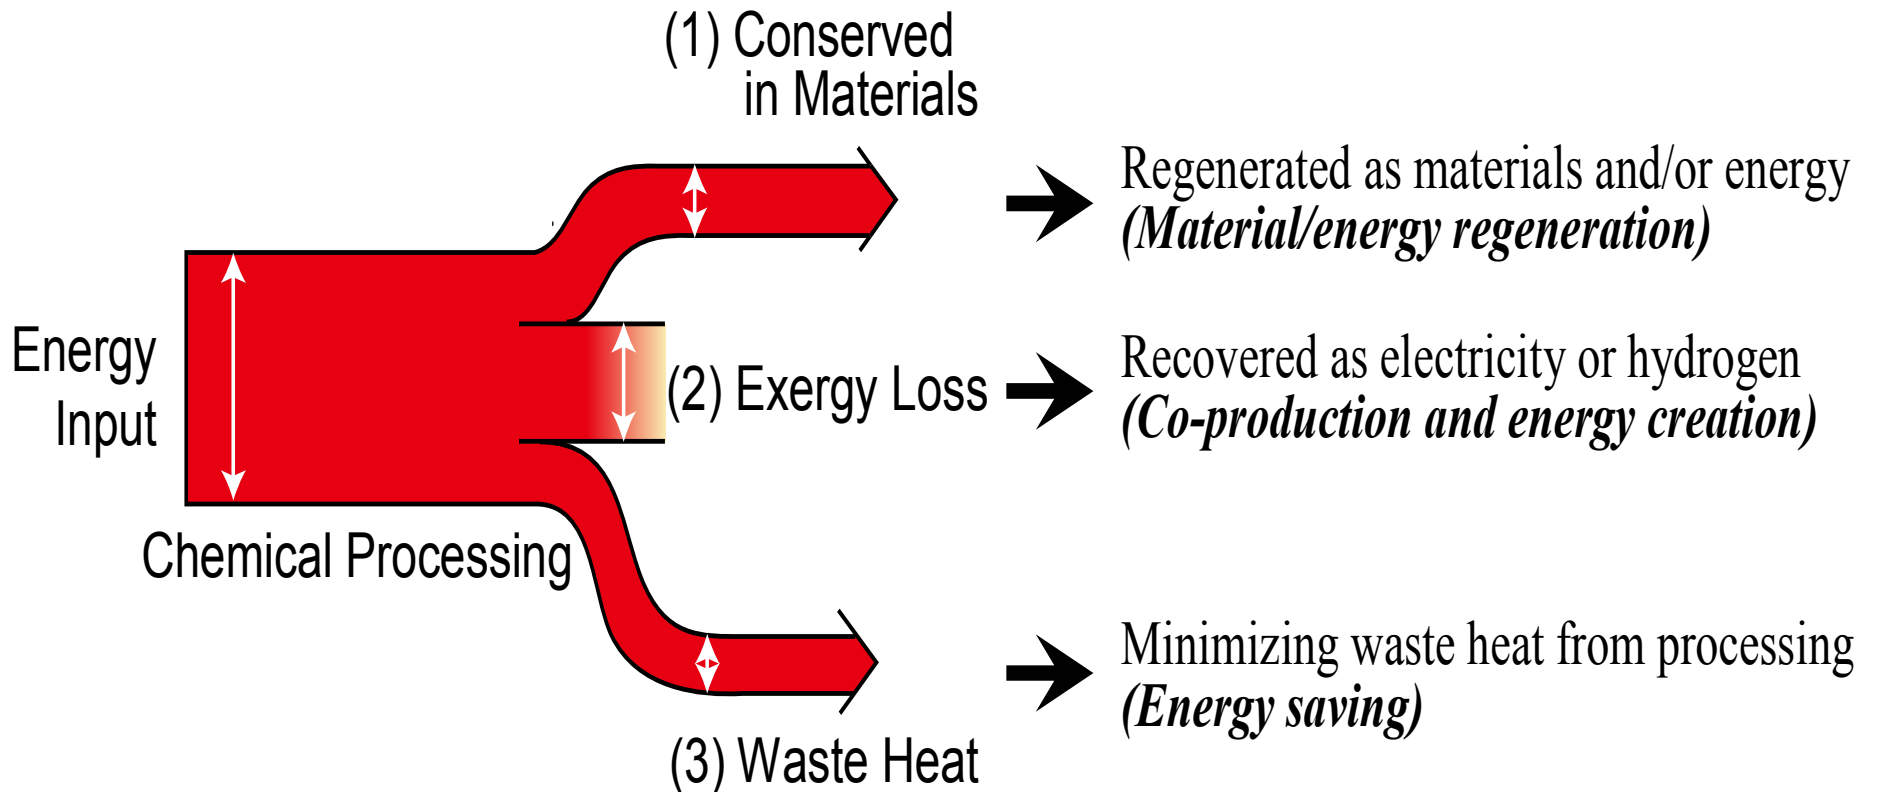 (1) Conserved
in Materials
Regenerated as materials and/or energy
(Material/energy regeneration)
Energy
Input
(2) Exergy Loss
Recovered as electricity or hydrogen
(Co-production and energy creation)
Chemical Processing
Minimizing waste heat from processing
(Energy saving)
(3) Waste Heat